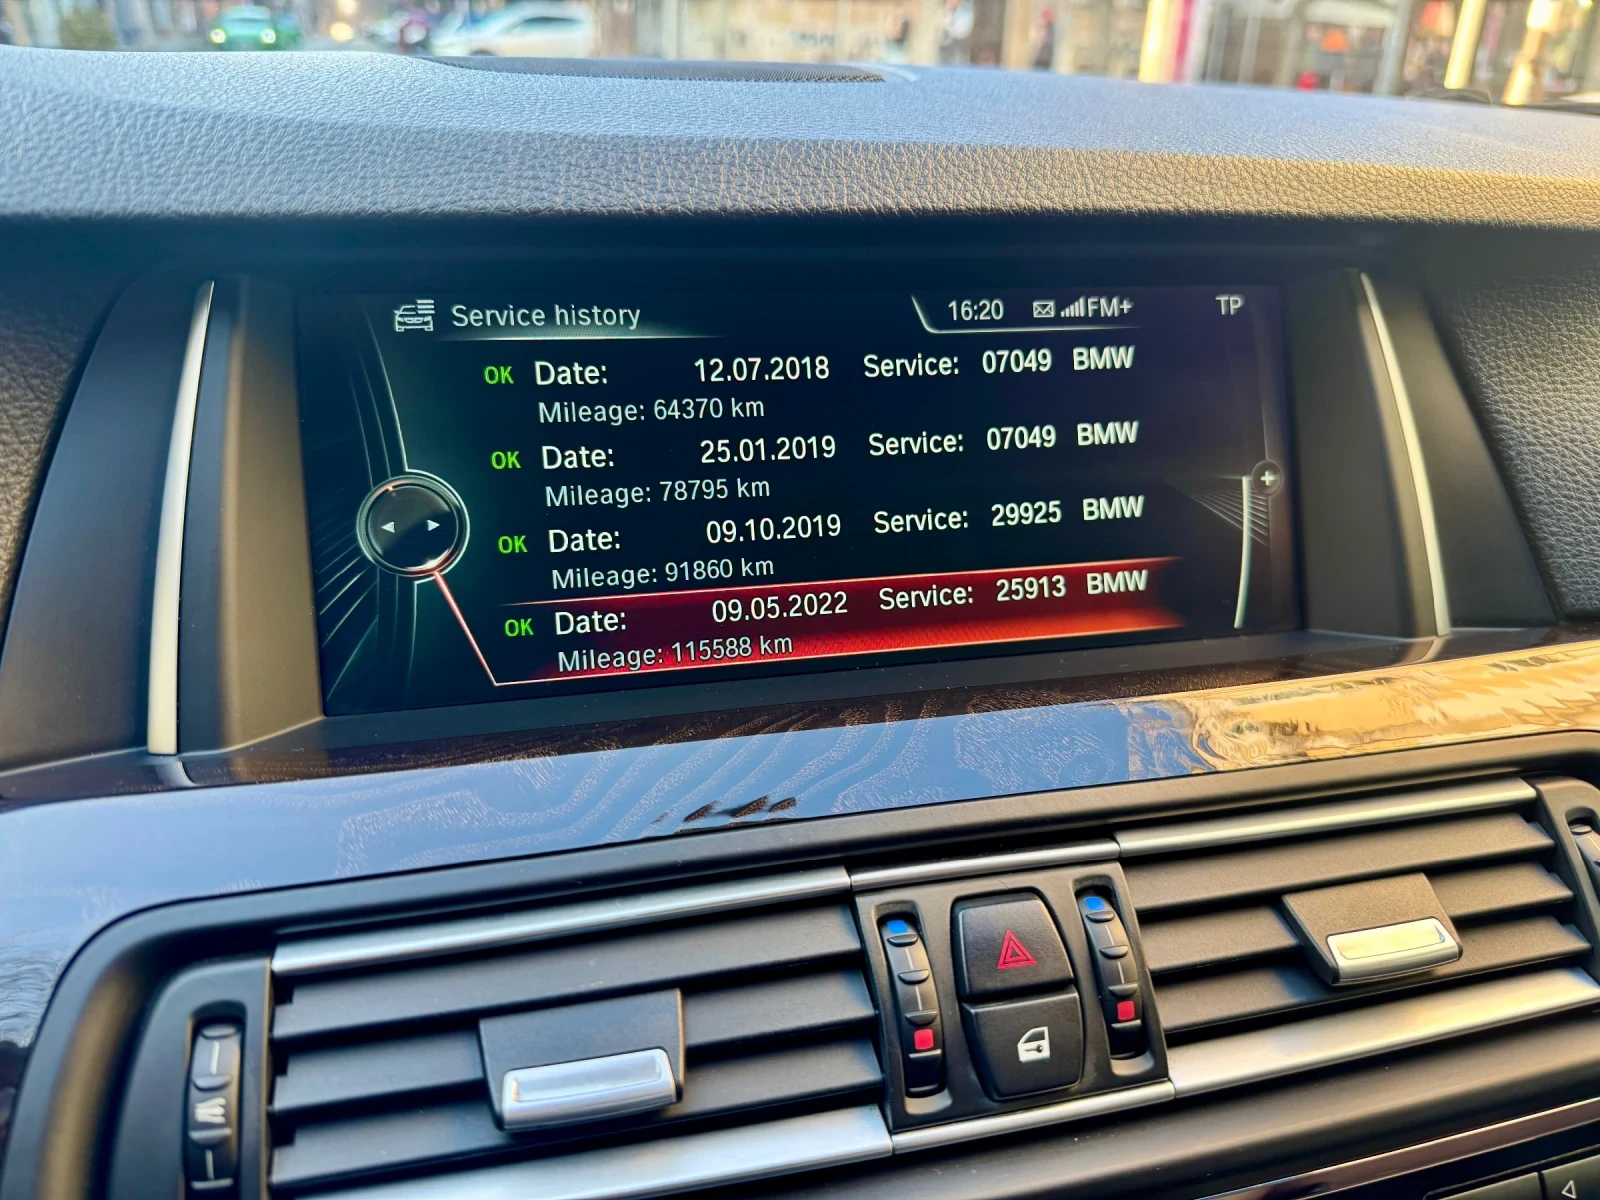 Service history 16:20 FM+ TP
OK Date: 12.07.2018 Service: 07049 BMW
Mileage: 64370 km
OK Date: 25.01.2019 Service: 07049 BMW
Mileage: 78795 km
OK Date: 09.10.2019 Service: 29925 BMW
Mileage: 91860 km
OK Date: 09.05.2022 Service: 25913 BMW
Mileage: 115588 km